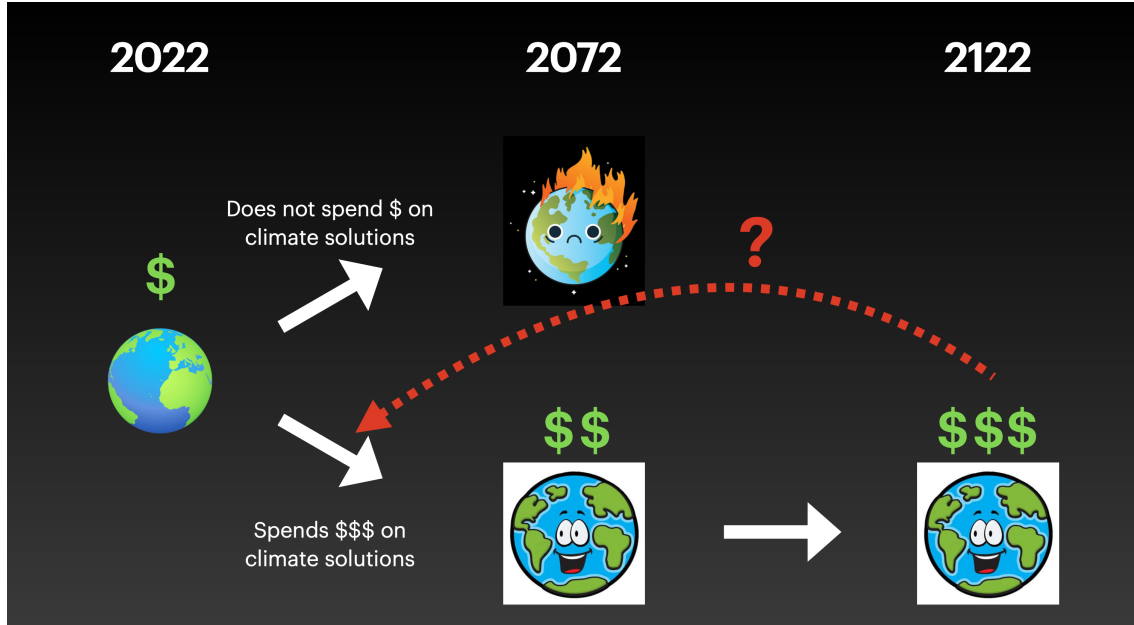 2022
2072
2122
Does not spend $ on
climate solutions
$
?
$$
$$$
Spends $$$ on
climate solutions